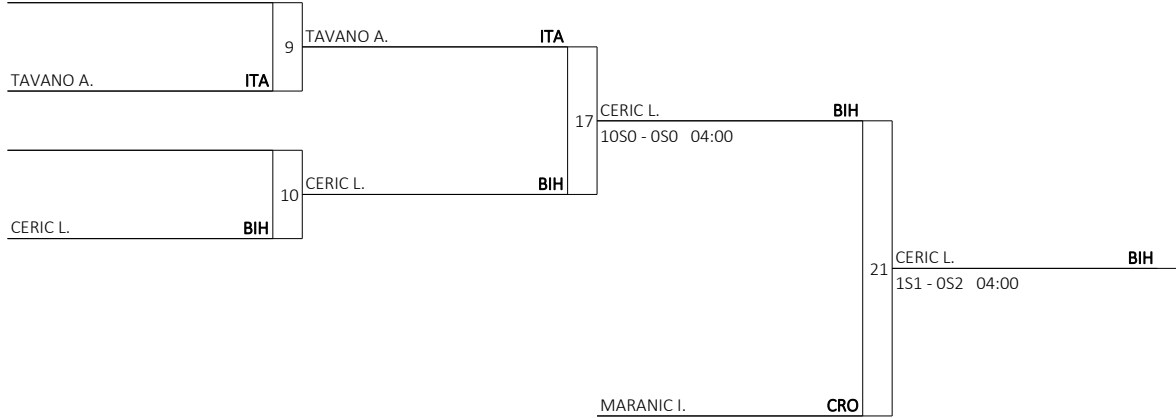 9
TAVANO A. ITA
TAVANO A. ITA
17
CERIC L. BIH
10S0 - 0S0 04:00
10
CERIC L. BIH
CERIC L. BIH
21
CERIC L. BIH
1S1 - 0S2 04:00
MARANIC I. CRO